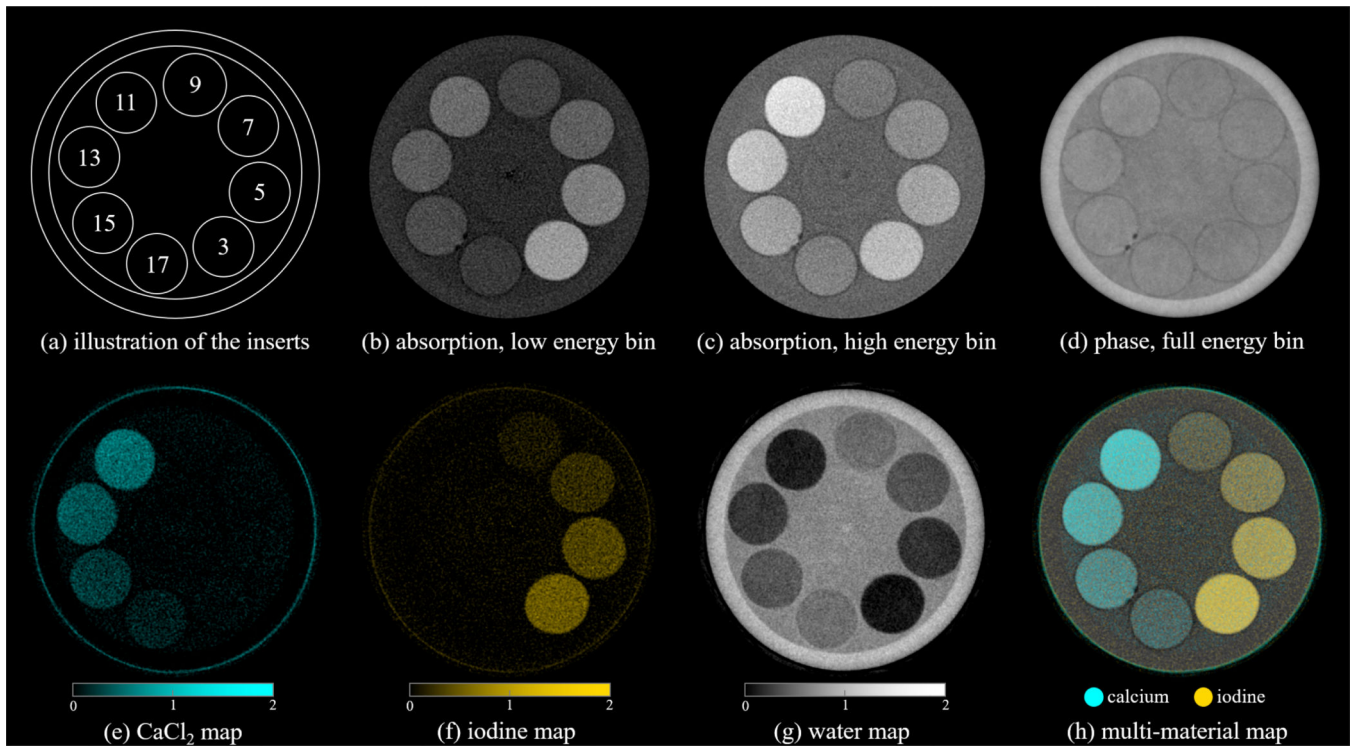 9
11
7
13
5
15
3
17
(a) illustration of the inserts
(b) absorption, low energy bin
(c) absorption, high energy bin
(d) phase, full energy bin
0 1 2
(e) CaCl₂ map
0 1 2
(f) iodine map
0 1 2
(g) water map
calcium iodine
(h) multi-material map